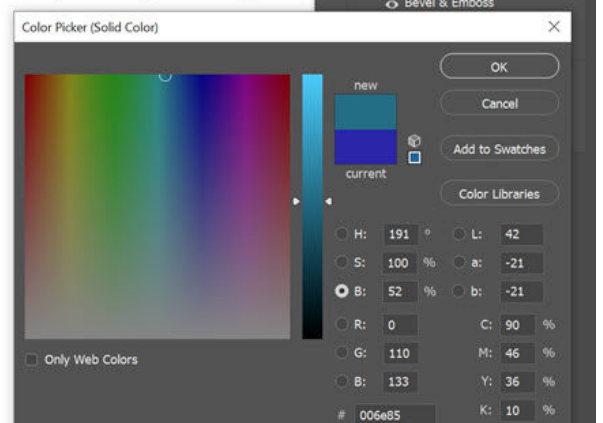 Bevel & Emboss
Color Picker (Solid Color)
OK
new
Cancel
Add to Swatches
current
Color Libraries
H: 191 ° L: 42
S: 100 % a: -21
B: 52 % b: -21
R: 0 C: 90 %
G: 110 M: 46 %
B: 133 Y: 36 %
# 006e85 K: 10 %
Only Web Colors